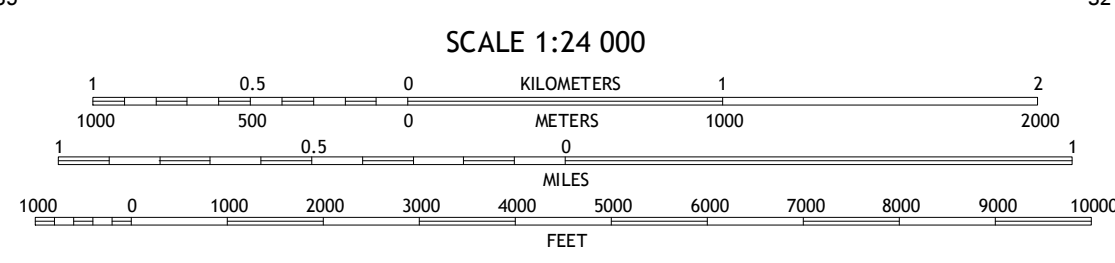 SCALE 1:24 000
1 0.5 0 KILOMETERS 1 2
1000 500 0 METERS 1000 2000
1 0.5 0 1
MILES
1000 0 1000 2000 3000 4000 5000 6000 7000 8000 9000 10000
FEET